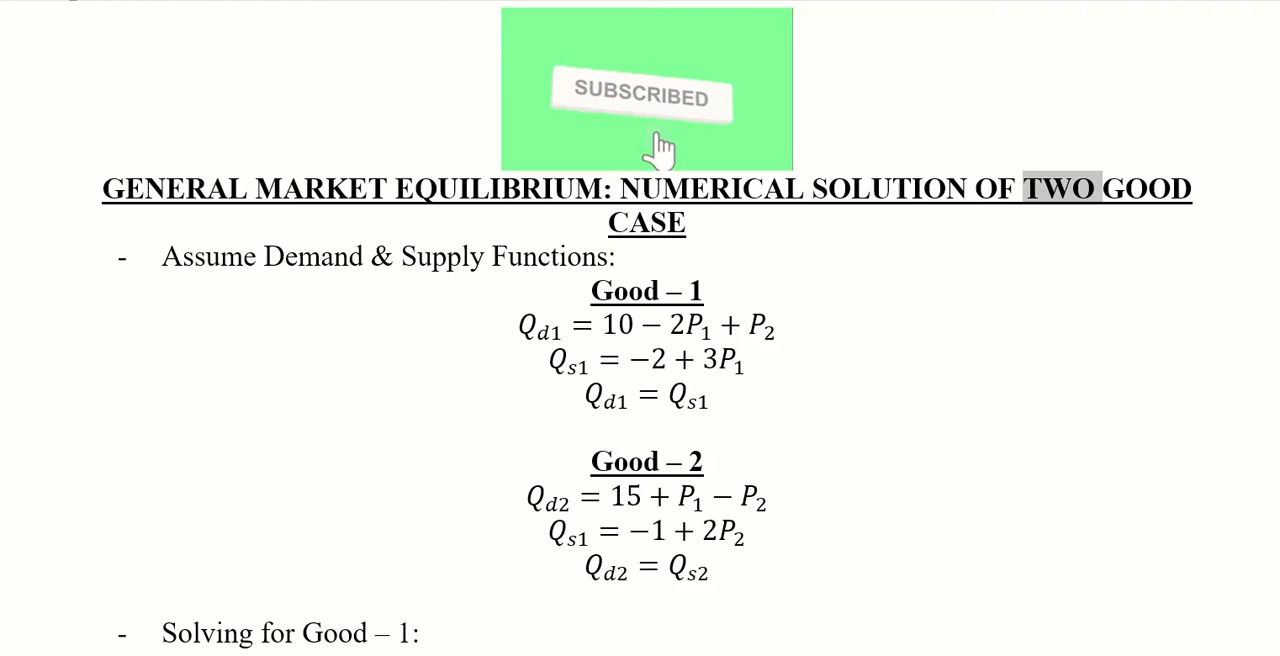 SUBSCRIBED
GENERAL MARKET EQUILIBRIUM: NUMERICAL SOLUTION OF TWO GOOD
CASE
- Assume Demand & Supply Functions:
Good – 1
Q_{d1} = 10 − 2P_1 + P_2
Q_{s1} = −2 + 3P_1
Q_{d1} = Q_{s1}
Good – 2
Q_{d2} = 15 + P_1 − P_2
Q_{s1} = −1 + 2P_2
Q_{d2} = Q_{s2}
- Solving for Good – 1: